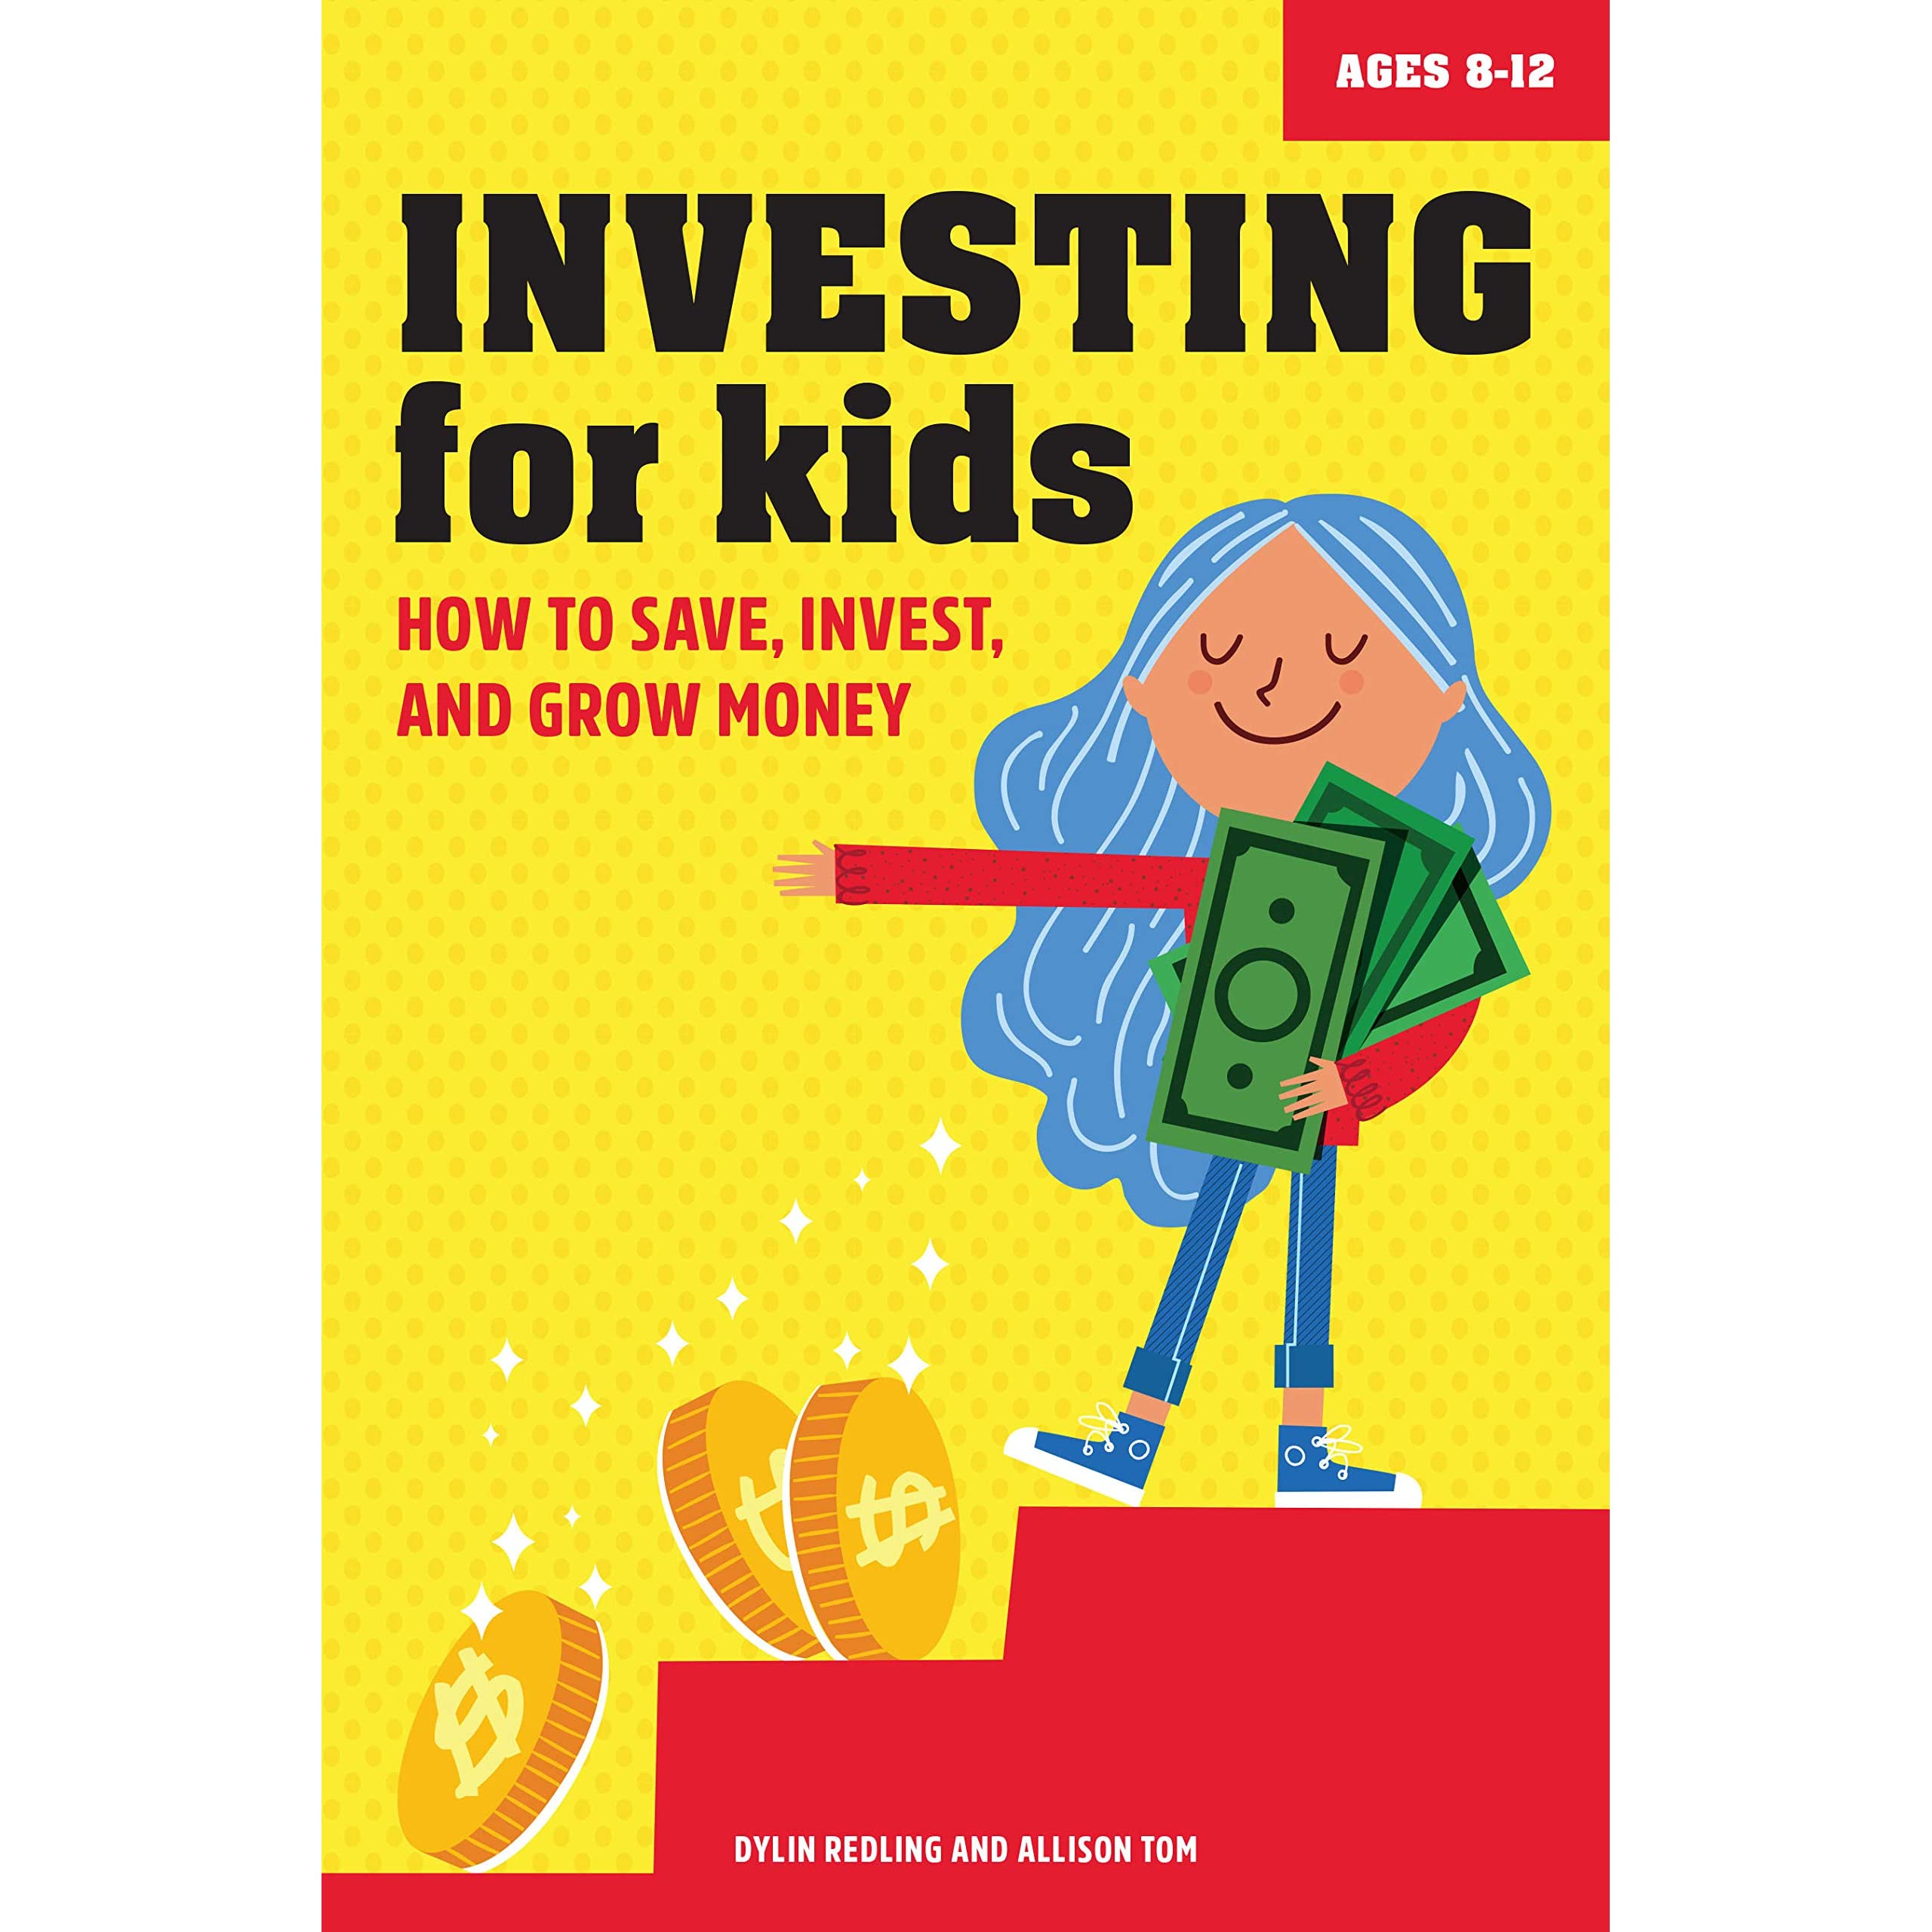 AGES 8-12
INVESTING
for kids
HOW TO SAVE, INVEST,
AND GROW MONEY
$
$
$
DYLIN REDLING AND ALLISON TOM